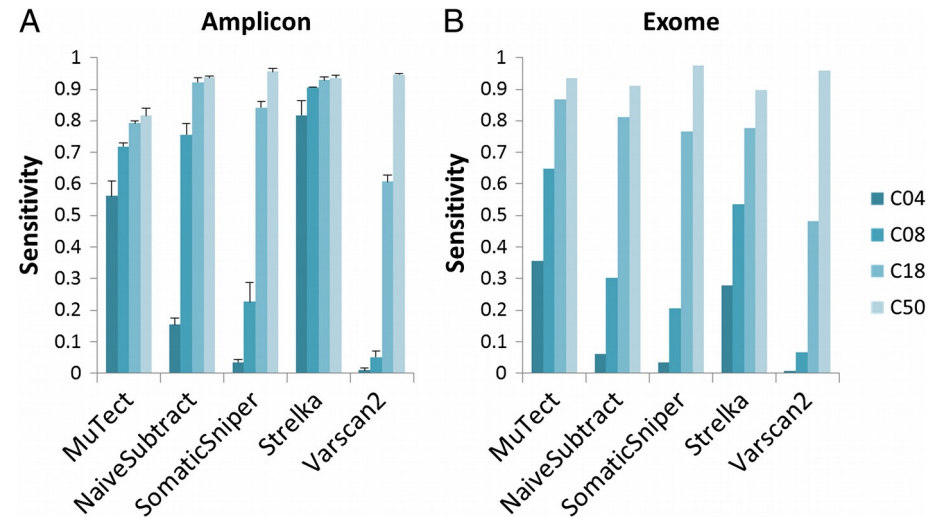 A
Amplicon
Sensitivity
1
0.9
0.8
0.7
0.6
0.5
0.4
0.3
0.2
0.1
0
MuTect
NaiveSubtract
SomaticSniper
Strelka
Varscan2
B
Exome
Sensitivity
1
0.9
0.8
0.7
0.6
0.5
0.4
0.3
0.2
0.1
0
MuTect
NaiveSubtract
SomaticSniper
Strelka
Varscan2
C04
C08
C18
C50